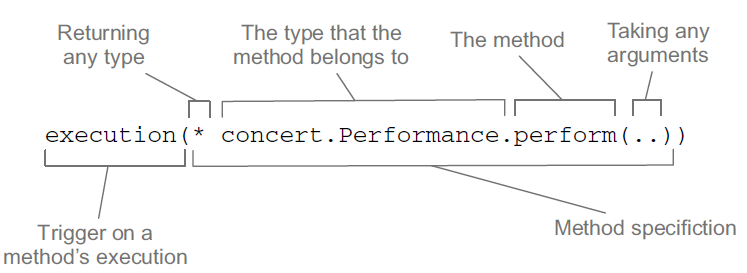 Returning
any type
The type that the
method belongs to
The method
Taking any
arguments
execution(* concert.Performance.perform(..))
Trigger on a
method's execution
Method specifiction